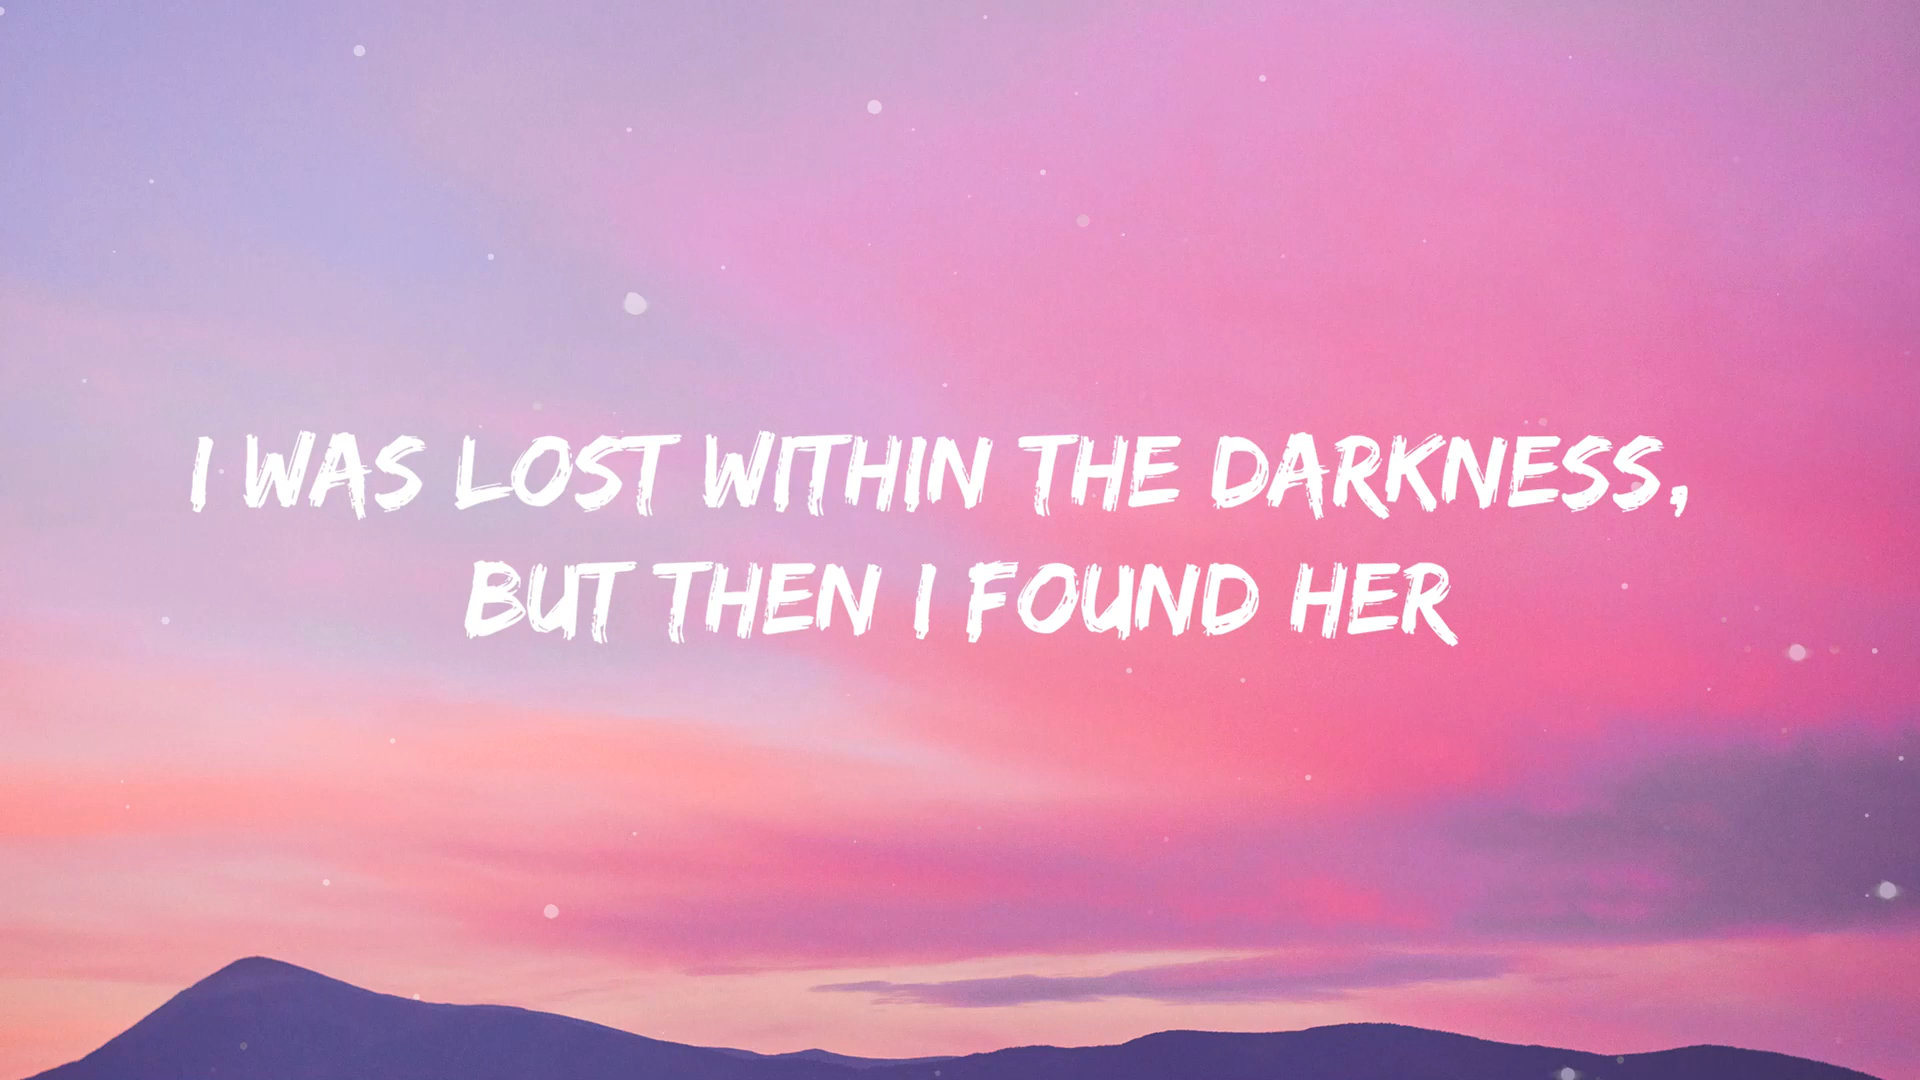 I WAS LOST WITHIN THE DARKNESS,
BUT THEN I FOUND HER